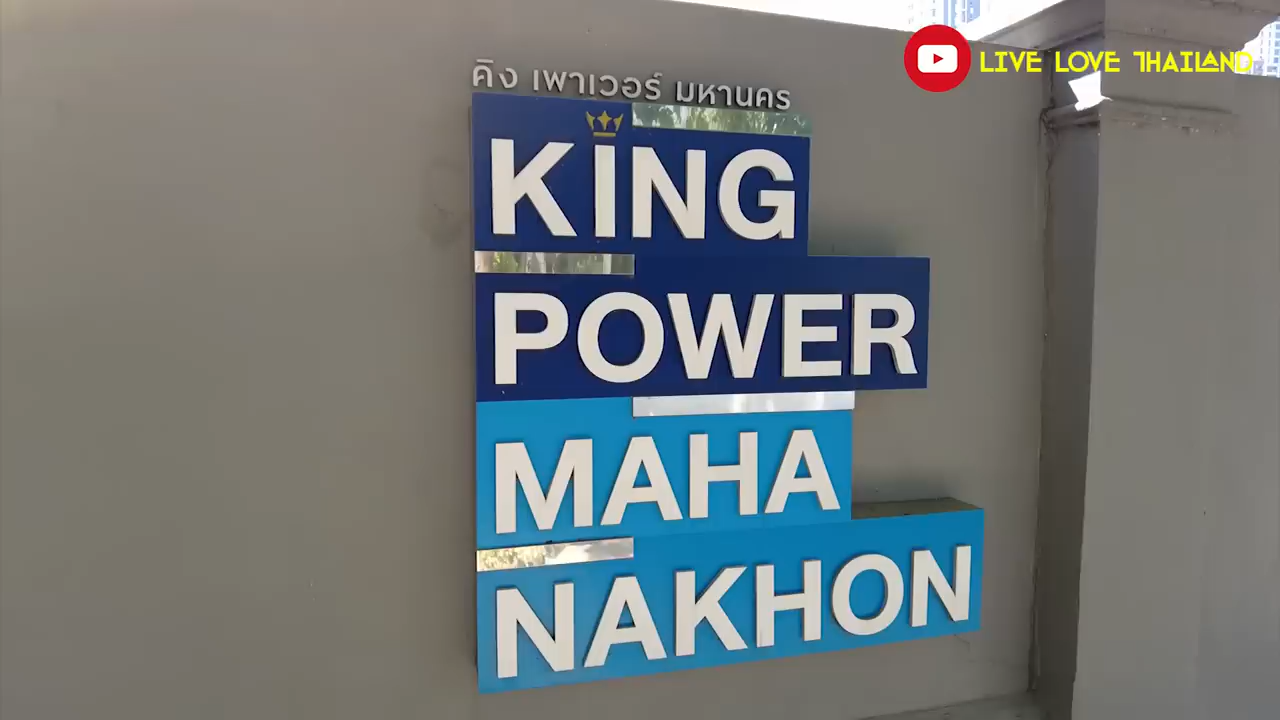 LIVE LOVE THAILAND
คิง เพาเวอร์ มหานคร
KING
POWER
MAHA
NAKHON